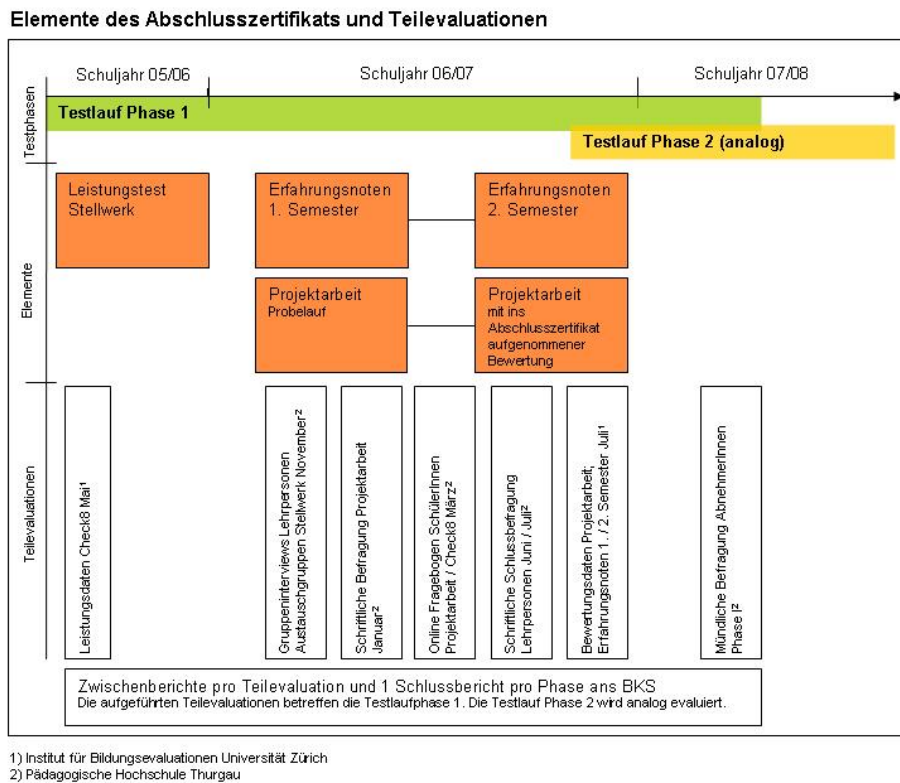 Elemente des Abschlusszertifikats und Teilevaluationen
Schuljahr 05/06
Schuljahr 06/07
Schuljahr 07/08
Testphasen
Testlauf Phase 1
Testlauf Phase 2 (analog)
Elemente
Leistungstest
Stellwerk
Erfahrungsnoten
1. Semester
Erfahrungsnoten
2. Semester
Projektarbeit
Probelauf
Projektarbeit
mit ins
Abschlusszertifikat
aufgenommener
Bewertung
Teilevaluationen
Leistungsdaten Check8 Mai¹
Gruppeninterviews Lehrpersonen
Austauschgruppen Stellwerk November²
Schriftliche Befragung Projektarbeit
Januar²
Online Fragebogen SchülerInnen
Projektarbeit / Check8 März²
Schriftliche Schlussbefragung
Lehrpersonen Juni / Juli²
Bewertungsdaten Projektarbeit;
Erfahrungsnoten 1. / 2. Semester Juli¹
Mündliche Befragung AbnehmerInnen
Phase I²
Zwischenberichte pro Teilevaluation und 1 Schlussbericht pro Phase ans BKS
Die aufgeführten Teilevaluationen betreffen die Testlaufphase 1. Die Testlauf Phase 2 wird analog evaluiert.
1) Institut für Bildungsevaluationen Universität Zürich
2) Pädagogische Hochschule Thurgau